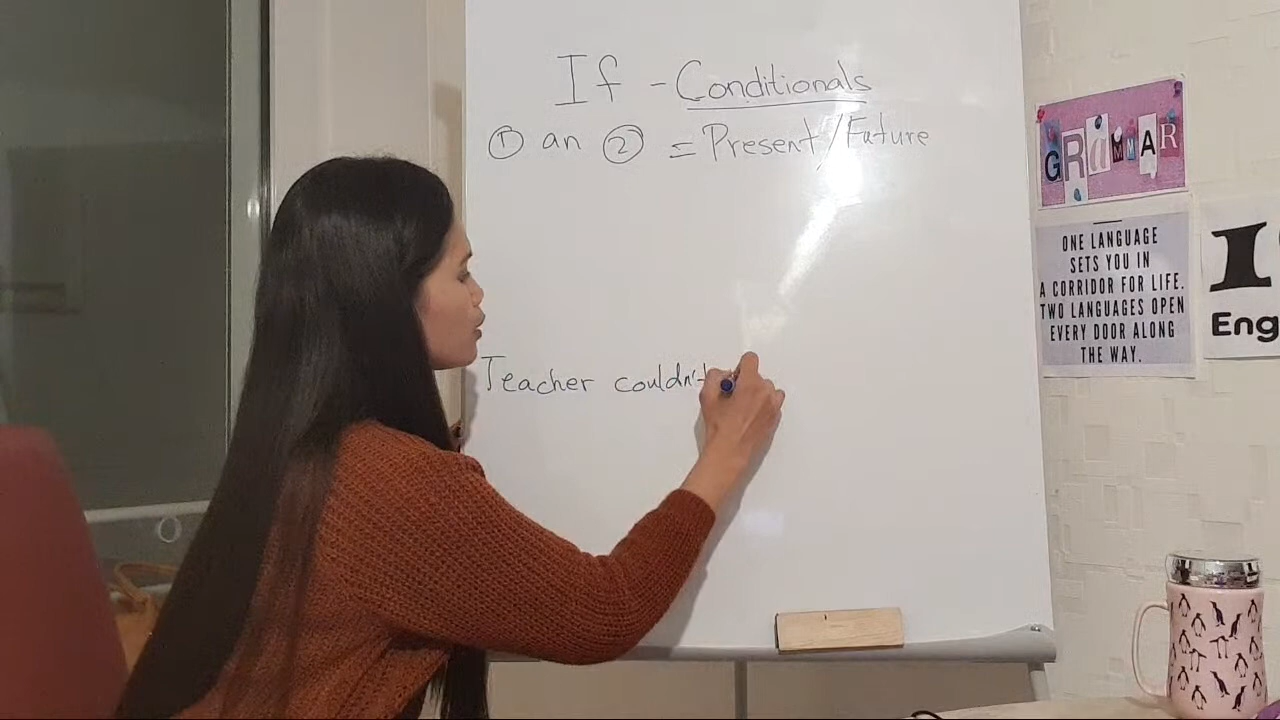 If - Conditionals
① an ② = Present/Future
Teacher couldn't
GRaMMAR
ONE LANGUAGE
SETS YOU IN
A CORRIDOR FOR LIFE.
TWO LANGUAGES OPEN
EVERY DOOR ALONG
THE WAY.
I
Eng